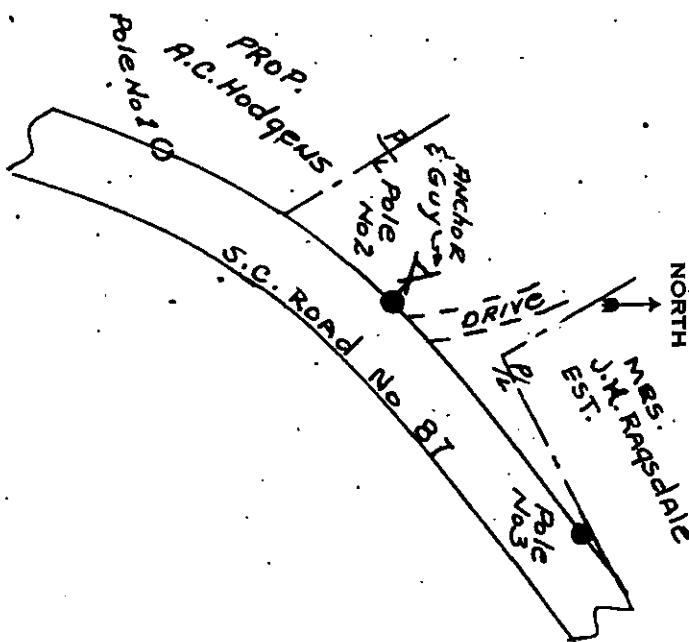 PROP.
A.C. Hodgens
Pole No 1
P/L
Pole
No 2
ANCHOR
& Guy
DRIVE
NORTH
P/L
MRS.
J.H. Ragsdale
EST.
S.C. Road No 87
Pole
No 3